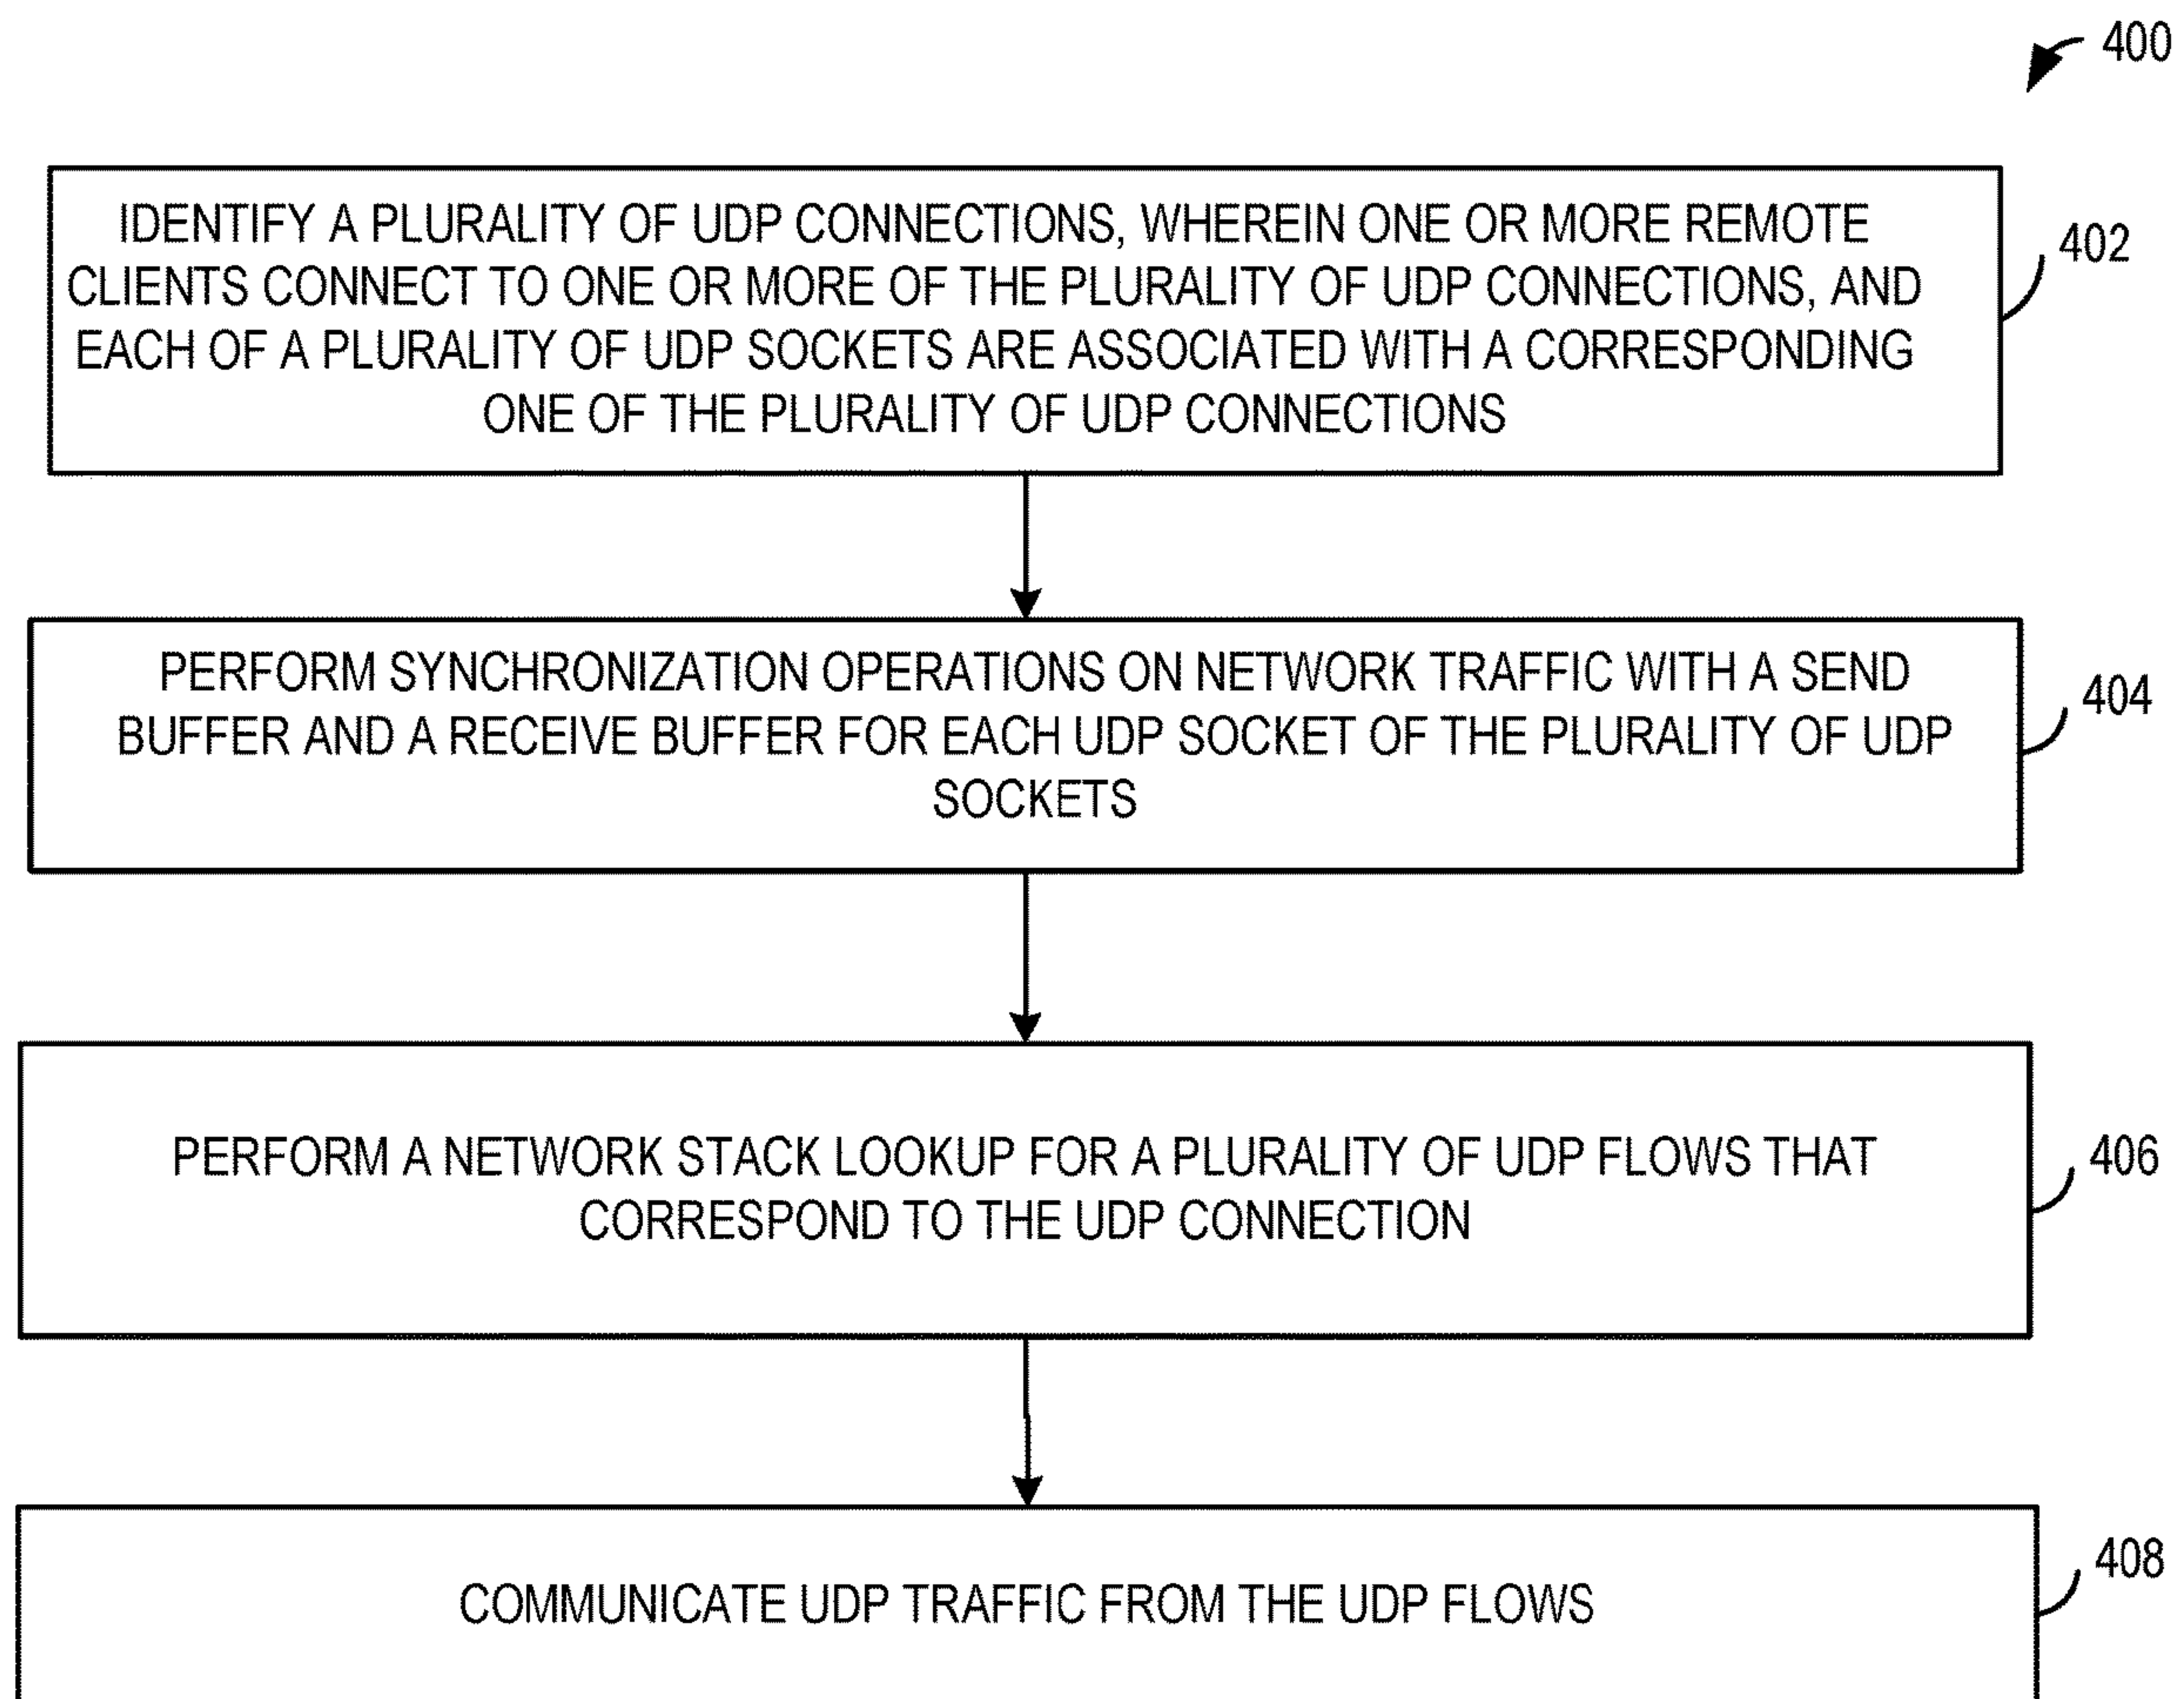 400
IDENTIFY A PLURALITY OF UDP CONNECTIONS, WHEREIN ONE OR MORE REMOTE
CLIENTS CONNECT TO ONE OR MORE OF THE PLURALITY OF UDP CONNECTIONS, AND
EACH OF A PLURALITY OF UDP SOCKETS ARE ASSOCIATED WITH A CORRESPONDING
ONE OF THE PLURALITY OF UDP CONNECTIONS
402
PERFORM SYNCHRONIZATION OPERATIONS ON NETWORK TRAFFIC WITH A SEND
BUFFER AND A RECEIVE BUFFER FOR EACH UDP SOCKET OF THE PLURALITY OF UDP
SOCKETS
404
PERFORM A NETWORK STACK LOOKUP FOR A PLURALITY OF UDP FLOWS THAT
CORRESPOND TO THE UDP CONNECTION
406
COMMUNICATE UDP TRAFFIC FROM THE UDP FLOWS
408